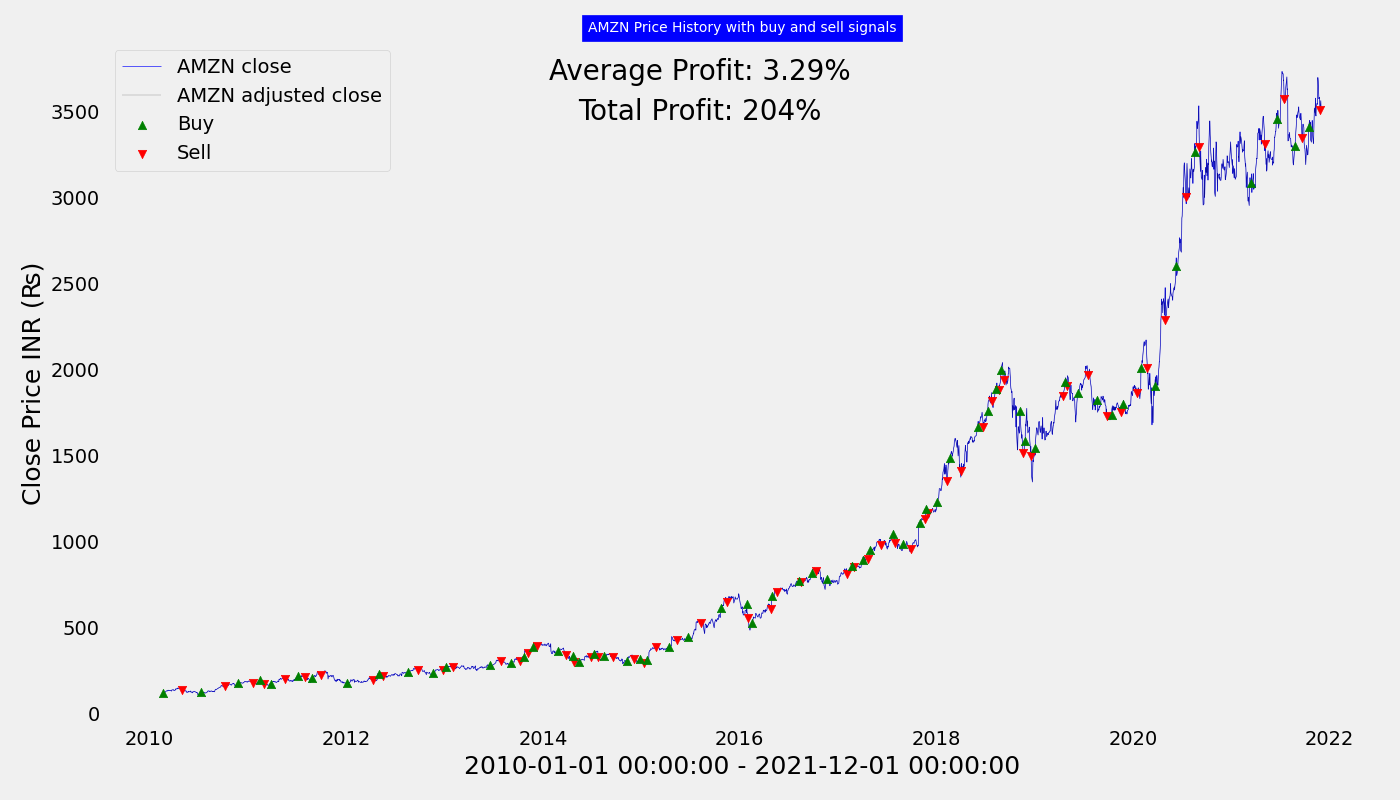 AMZN Price History with buy and sell signals
Average Profit: 3.29%
Total Profit: 204%
AMZN close
AMZN adjusted close
Buy
Sell
Close Price INR (₨)
3500
3000
2500
2000
1500
1000
500
0
2010
2012
2014
2016
2018
2020
2022
2010-01-01 00:00:00 - 2021-12-01 00:00:00